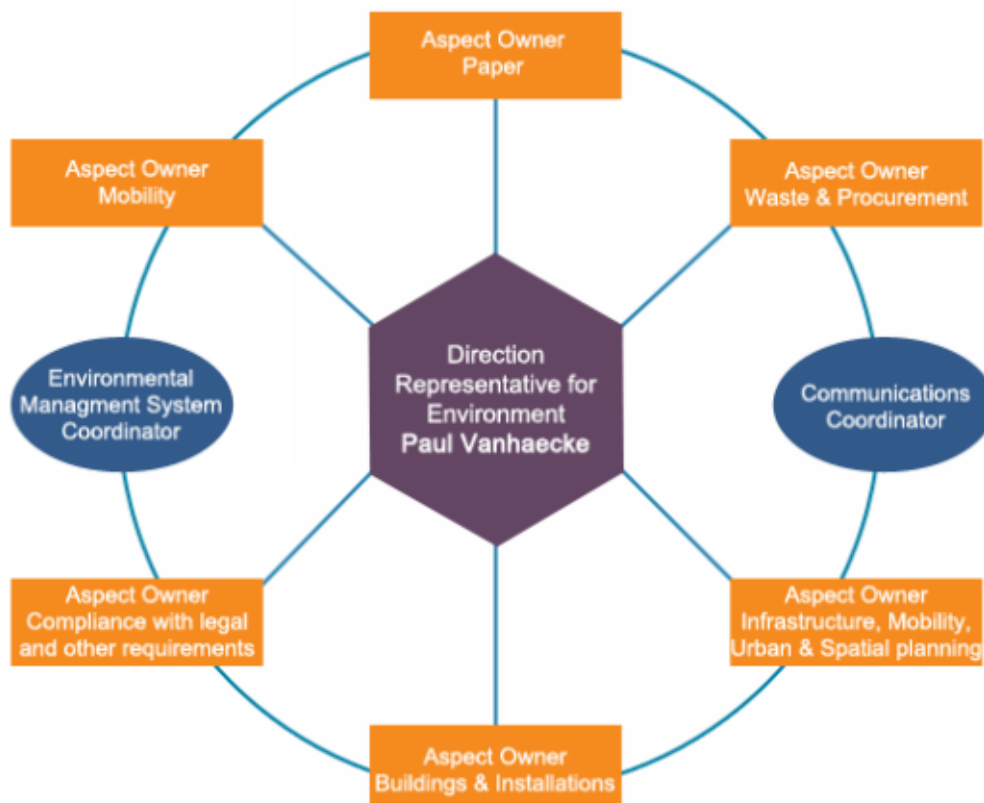 Aspect Owner
Paper
Aspect Owner
Mobility
Aspect Owner
Waste & Procurement
Environmental
Managment System
Coordinator
Direction
Representative for
Environment
Paul Vanhaecke
Communications
Coordinator
Aspect Owner
Compliance with legal
and other requirements
Aspect Owner
Infrastructure, Mobility,
Urban & Spatial planning
Aspect Owner
Buildings & Installations